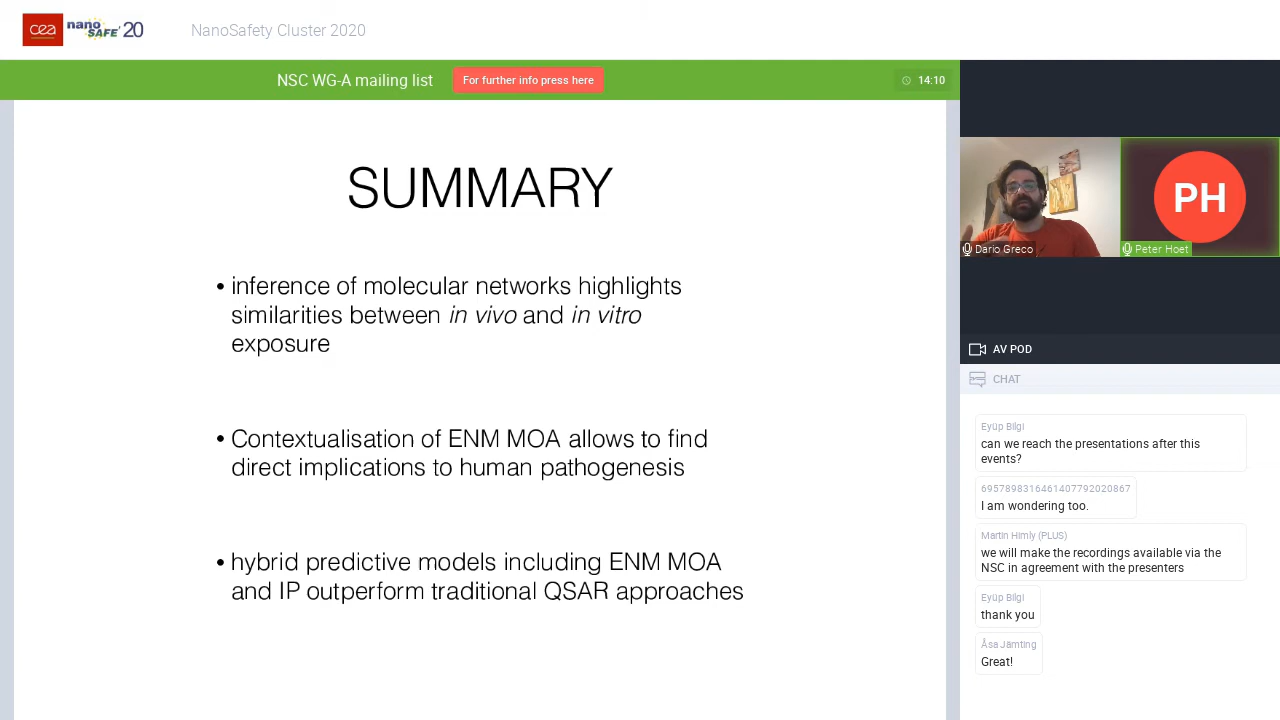 cea
nano
SAFE' 20
NanoSafety Cluster 2020
NSC WG-A mailing list
For further info press here
14:10
SUMMARY
• inference of molecular networks highlights
similarities between in vivo and in vitro
exposure
• Contextualisation of ENM MOA allows to find
direct implications to human pathogenesis
• hybrid predictive models including ENM MOA
and IP outperform traditional QSAR approaches
PH
Dario Greco
Peter Hoet
AV POD
CHAT
Eyüp Bilgi
can we reach the presentations after this
events?
6957898316461407792020867
I am wondering too.
Martin Himly (PLUS)
we will make the recordings available via the
NSC in agreement with the presenters
Eyüp Bilgi
thank you
Åsa Jämting
Great!